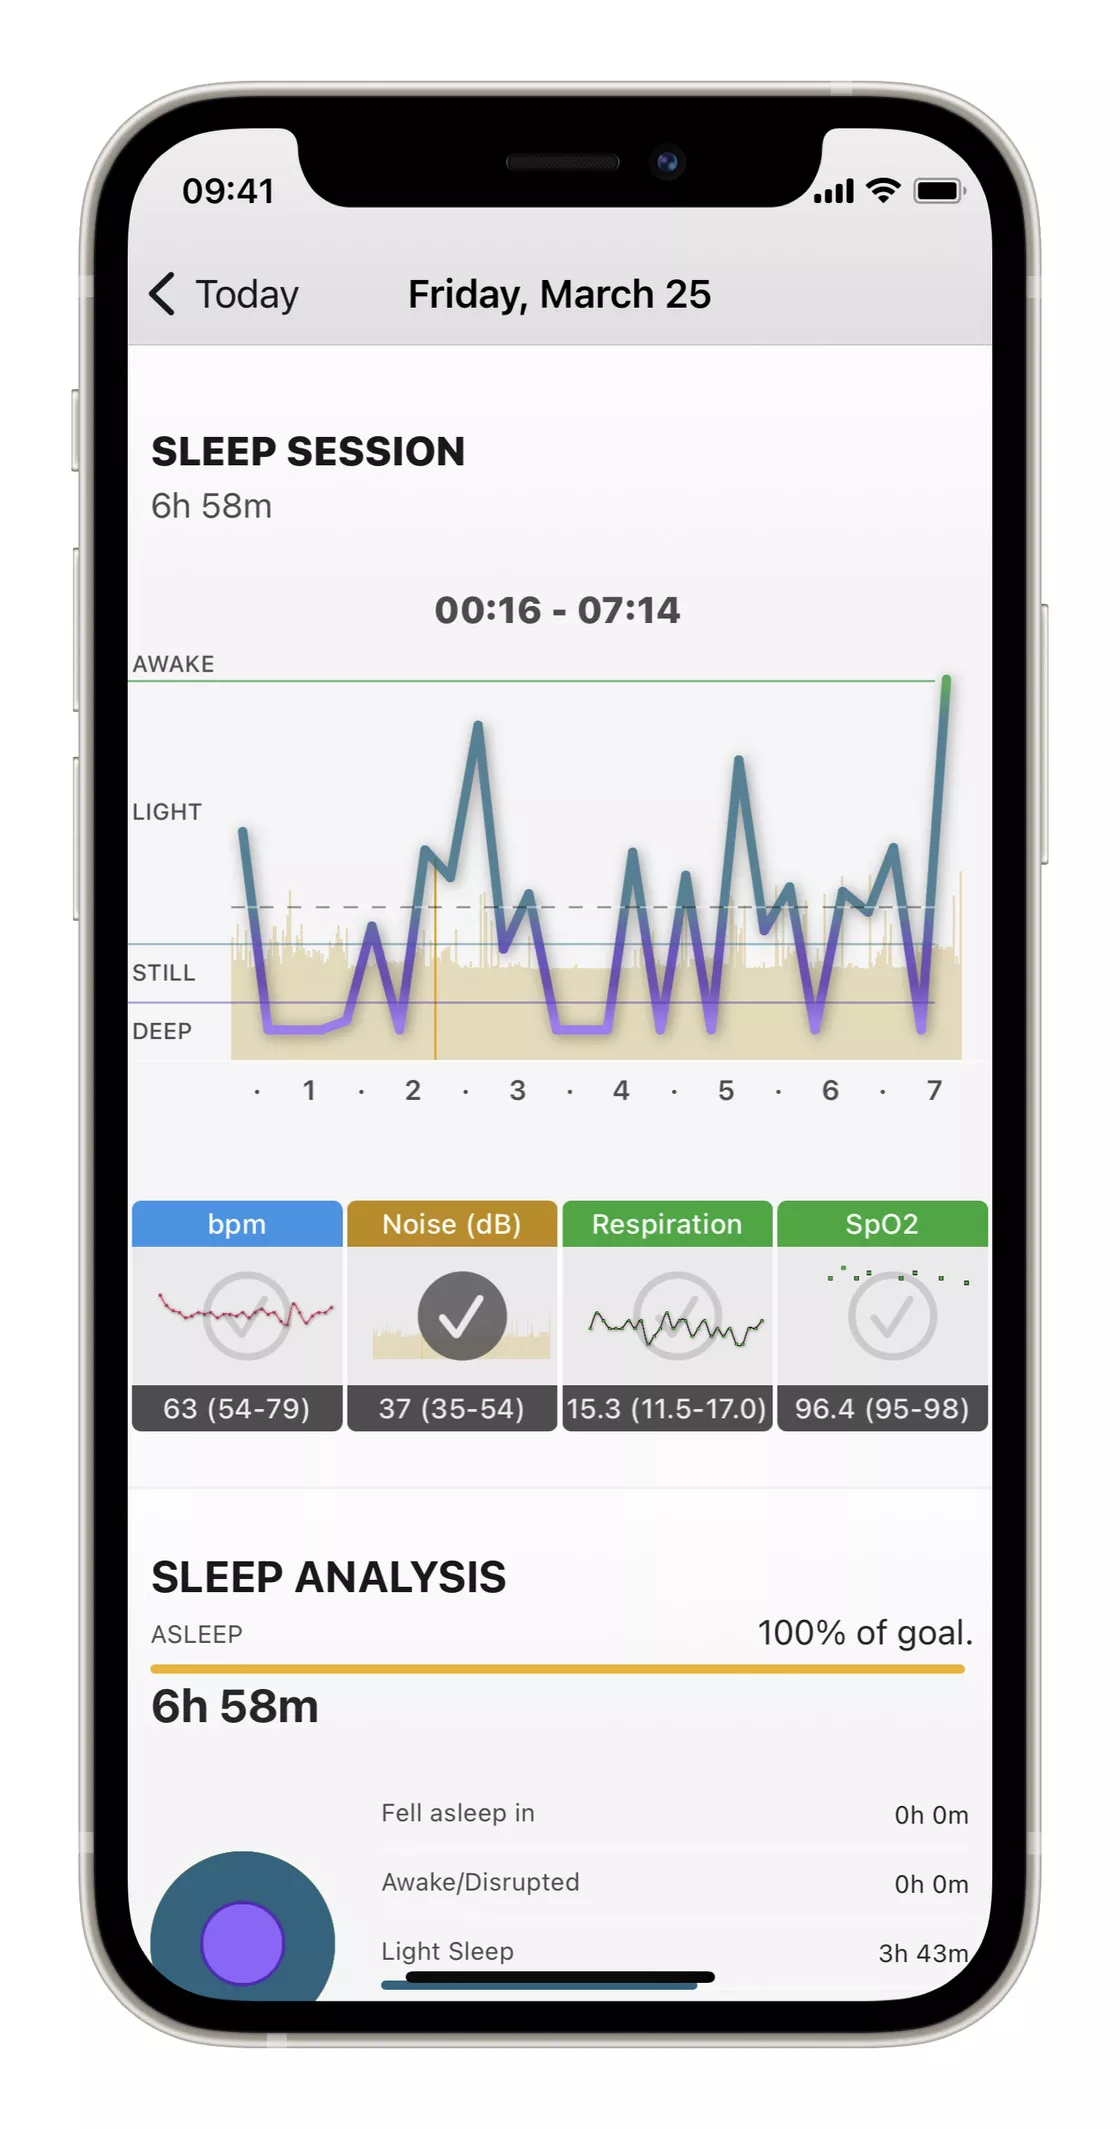 09:41
Today Friday, March 25
SLEEP SESSION
6h 58m
00:16 - 07:14
AWAKE
LIGHT
STILL
DEEP
· 1 · 2 · 3 · 4 · 5 · 6 · 7
bpm Noise (dB) Respiration SpO2
63 (54-79) 37 (35-54) 15.3 (11.5-17.0) 96.4 (95-98)
SLEEP ANALYSIS
ASLEEP 100% of goal.
6h 58m
Fell asleep in 0h 0m
Awake/Disrupted 0h 0m
Light Sleep 3h 43m